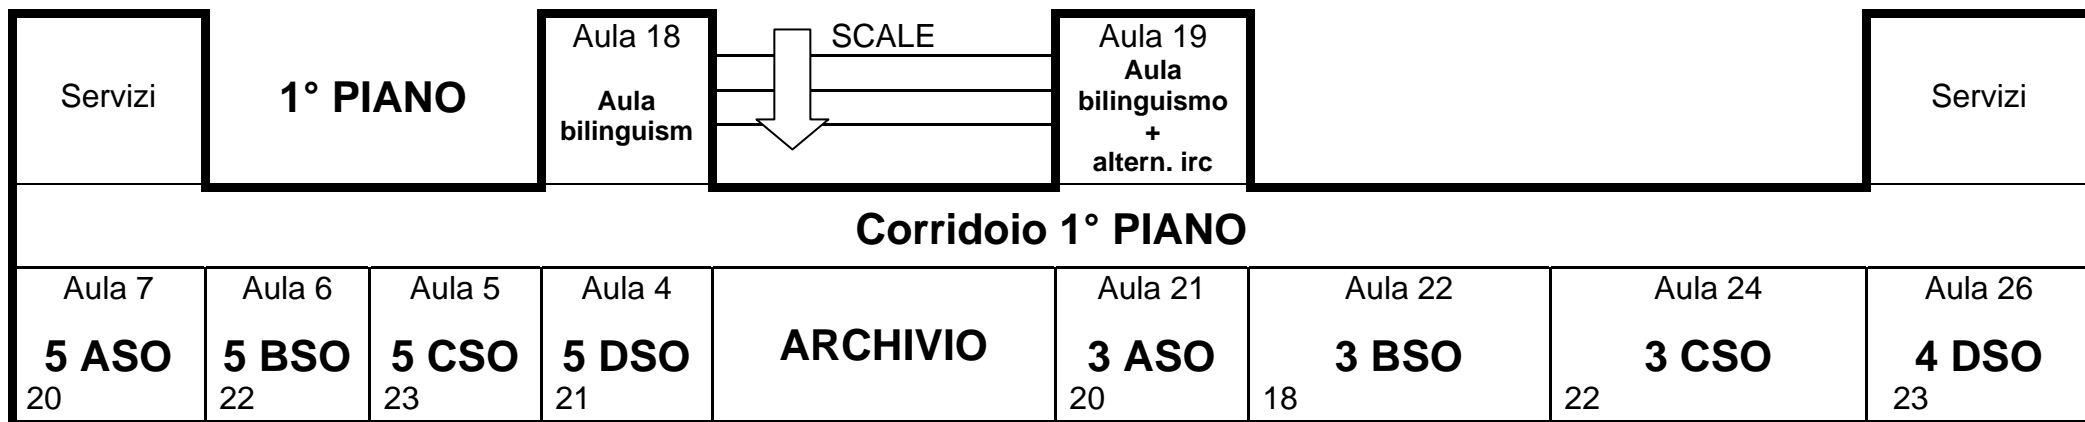 Servizi
1° PIANO
Aula 18
Aula
bilinguism
SCALE
Aula 19
Aula
bilinguismo
+
altern. irc
Servizi
Corridoio 1° PIANO
Aula 7
5 ASO
20
Aula 6
5 BSO
22
Aula 5
5 CSO
23
Aula 4
5 DSO
21
ARCHIVIO
Aula 21
3 ASO
20
Aula 22
3 BSO
18
Aula 24
3 CSO
22
Aula 26
4 DSO
23